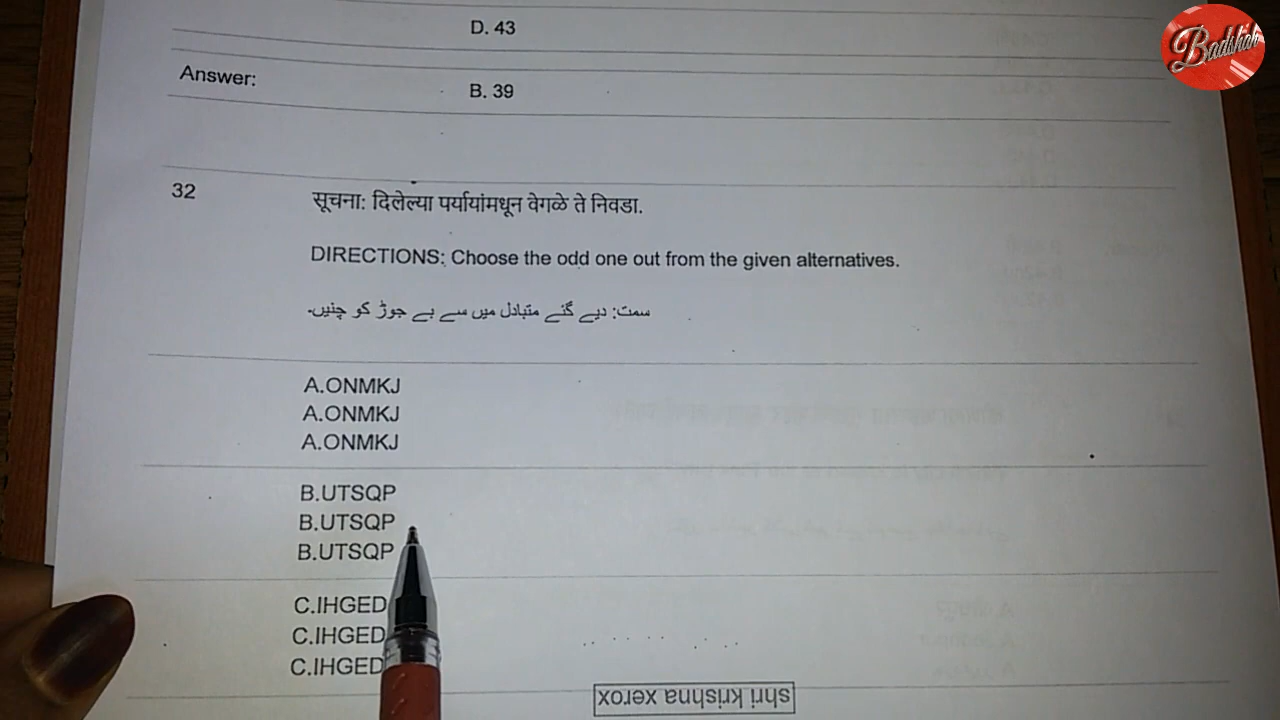 Badshah
D. 43
Answer:
B. 39
32
सूचना: दिलेल्या पर्यायांमधून वेगळे ते निवडा.
DIRECTIONS: Choose the odd one out from the given alternatives.
سمت: دیے گئے متبادل میں سے بے جوڑ کو چنیں۔
A.ONMKJ
A.ONMKJ
A.ONMKJ
B.UTSQP
B.UTSQP
B.UTSQP
C.IHGED
C.IHGED
C.IHGED
shri krishna xerox